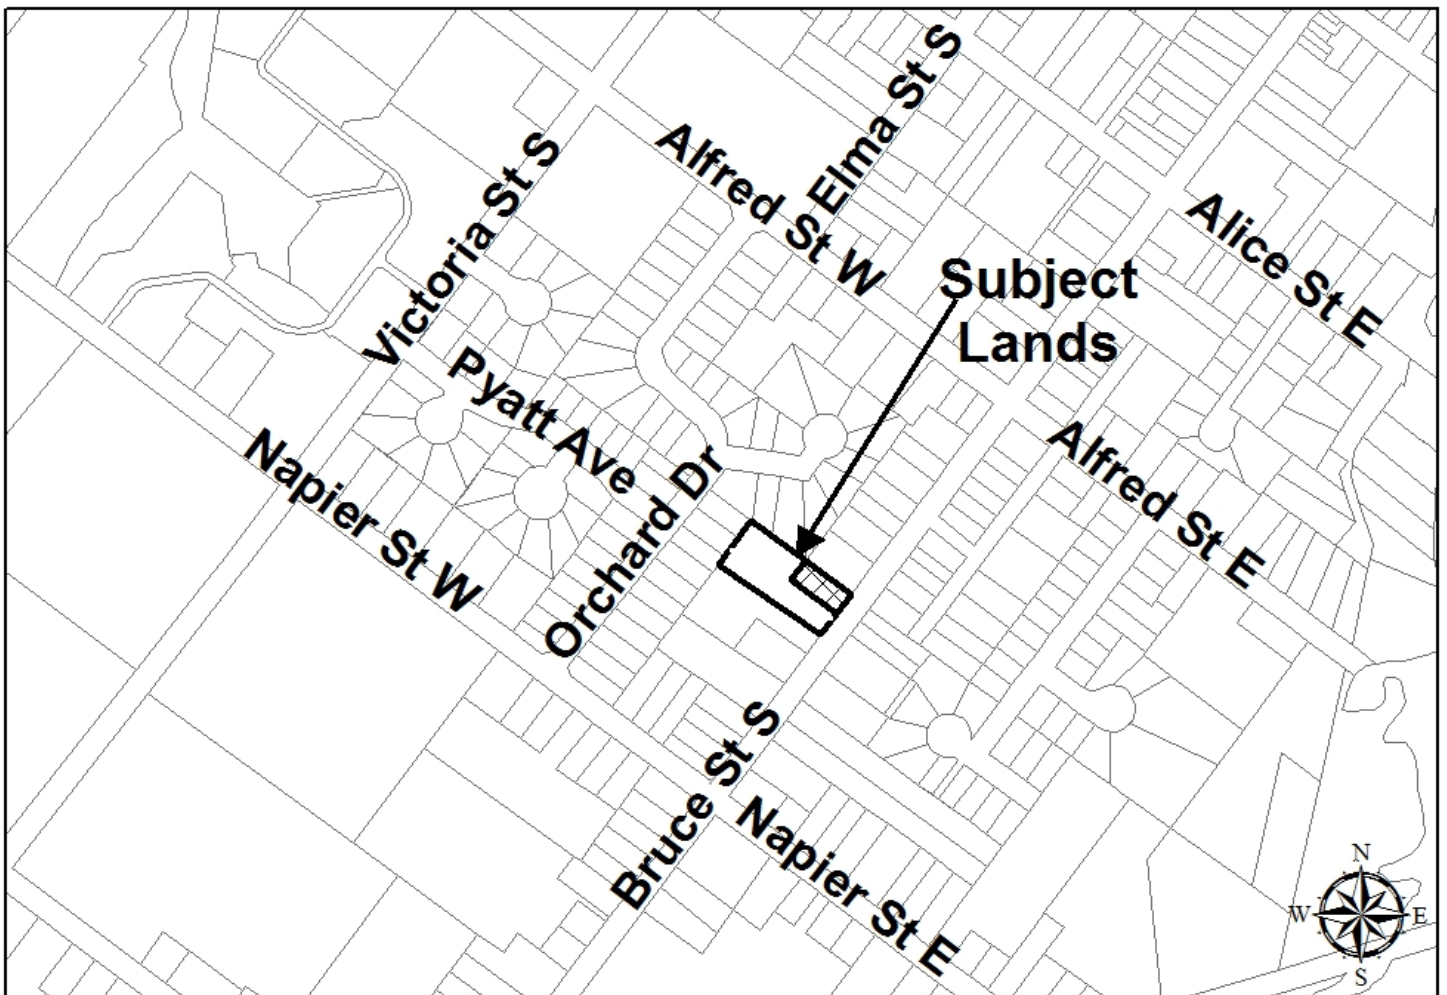 Elma St S
Alfred St W
Victoria St S
Alice St E
Subject
Lands
Pyatt Ave
Napier St W
Orchard Dr
Alfred St E
Bruce St S
Napier St E
N
W
E
S